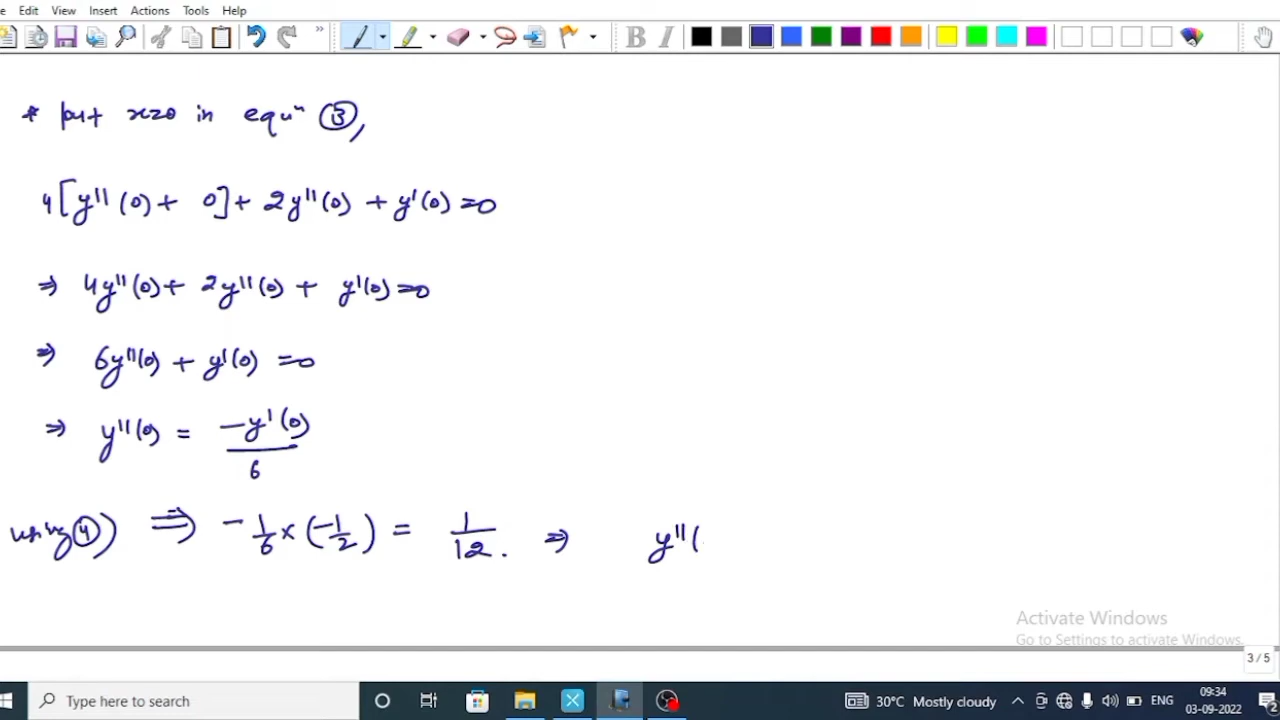 Edit View Insert Actions Tools Help
* put x=0 in equⁿ ③,
4[y''(0)+ 0]+ 2y''(0) + y'(0) =0
⇒ 4y''(0)+ 2y''(0) + y'(0) =0
⇒ 6y''(0) + y'(0) =0
⇒ y''(0) = -y'(0)/6
using ④) ⟹ -1/6 × (-1/2) = 1/12. ⇒ y''(
Activate Windows
Go to Settings to activate Windows.
3 / 5
Type here to search
30°C Mostly cloudy
ENG
09:34
03-09-2022
2